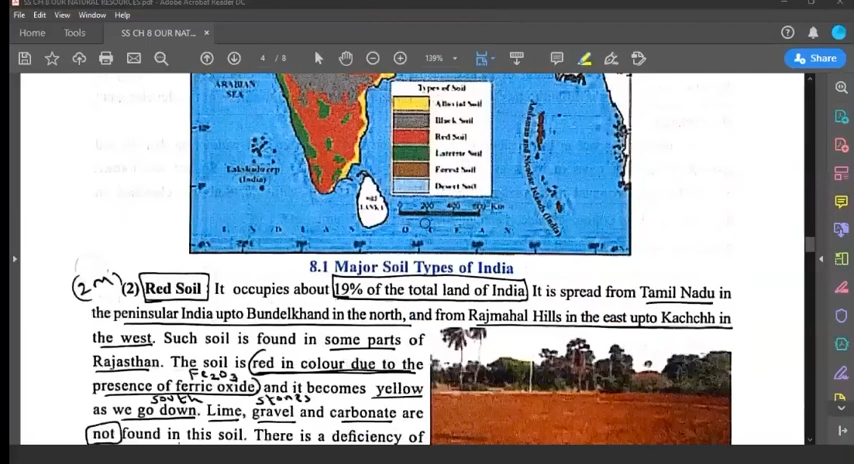 SS CH 8 OUR NATURAL RESOURCES.pdf - Adobe Acrobat Reader DC
File Edit View Window Help
Home Tools SS CH 8 OUR NAT... ×
4 / 8
139%
Share
ARABIAN
SEA
Lakshadweep
(India)
SRI
LANKA
Types of Soil
Alluvial Soil
Black Soil
Red Soil
Laterite Soil
Forest Soil
Desert Soil
0 200 400 600 Km
Andaman and Nicobar Islands (India)
I N D I A N O C E A N
8.1 Major Soil Types of India
(2M) (2) Red Soil It occupies about 19% of the total land of India It is spread from Tamil Nadu in
the peninsular India upto Bundelkhand in the north, and from Rajmahal Hills in the east upto Kachchh in
the west. Such soil is found in some parts of
Rajasthan. The soil is red in colour due to the
Fe2O3
presence of ferric oxide and it becomes yellow
south stones
as we go down. Lime, gravel and carbonate are
not found in this soil. There is a deficiency of